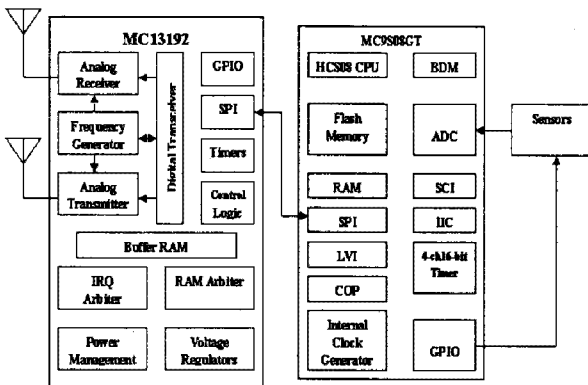 MC13192
Analog
Receiver
Frequency
Generator
Analog
Transmitter
Digital Transceiver
GPIO
SPI
Timers
Control
Logic
Buffer RAM
IRQ
Arbiter
RAM Arbiter
Power
Management
Voltage
Regulators
MC9S08GT
HCS08 CPU
BDM
Flash
Memory
ADC
RAM
SCI
SPI
IIC
LVI
4-ch16-bit
Timer
COP
Internal
Clock
Generator
GPIO
Sensors